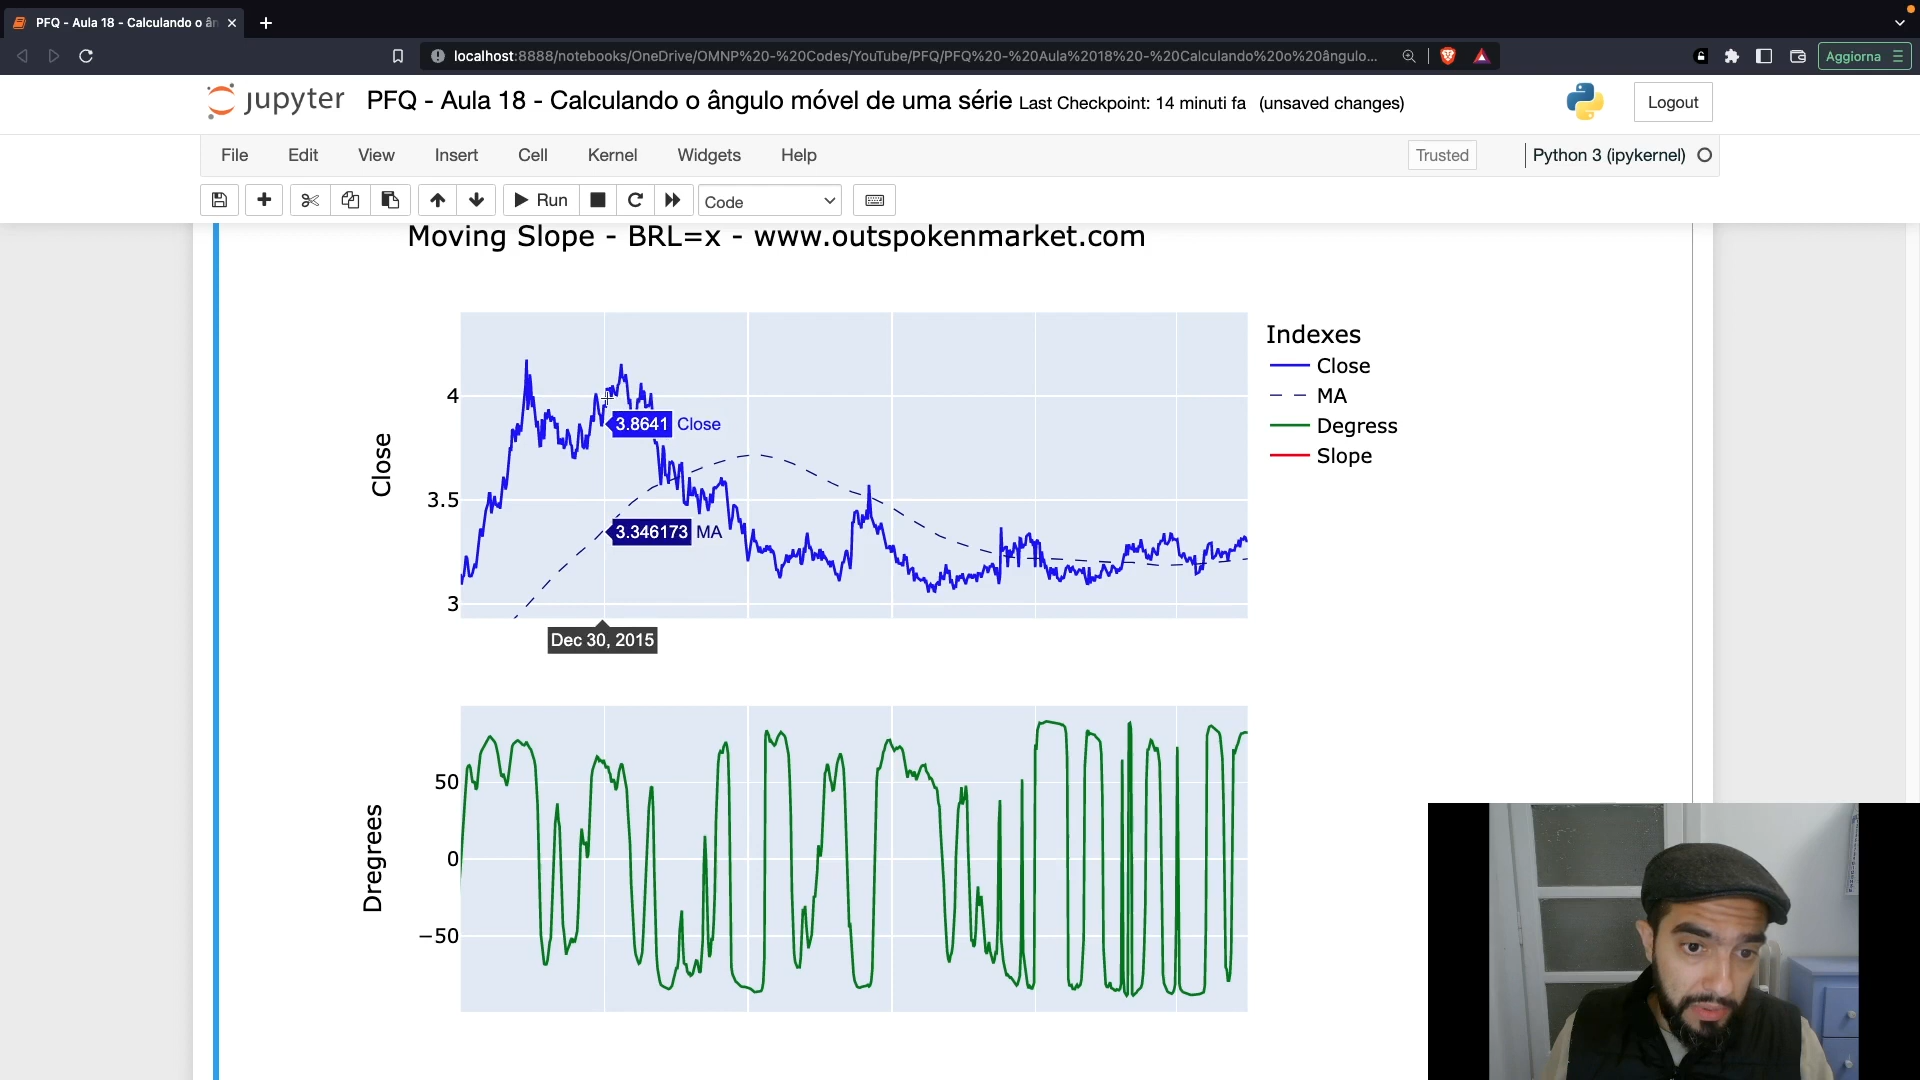 PFQ - Aula 18 - Calculando o ân
localhost:8888/notebooks/OneDrive/OMNP%20-%20Codes/YouTube/PFQ/PFQ%20-%20Aula%2018%20-%20Calculando%20o%20ângulo...
Aggiorna
jupyter PFQ - Aula 18 - Calculando o ângulo móvel de uma série Last Checkpoint: 14 minuti fa (unsaved changes)
Logout
File Edit View Insert Cell Kernel Widgets Help
Trusted
Python 3 (ipykernel)
Run
Code
Moving Slope - BRL=x - www.outspokenmarket.com
Indexes
Close
MA
Degress
Slope
Close
4
3.5
3
3.8641 Close
3.346173 MA
Dec 30, 2015
Dregrees
50
0
−50